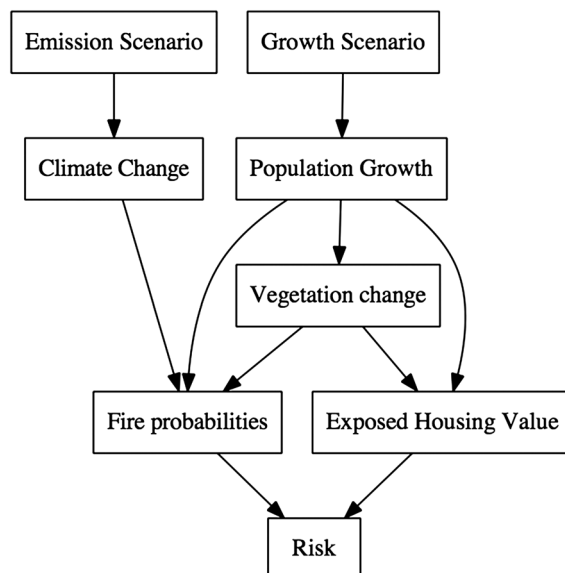 Emission Scenario
Growth Scenario
Climate Change
Population Growth
Vegetation change
Fire probabilities
Exposed Housing Value
Risk